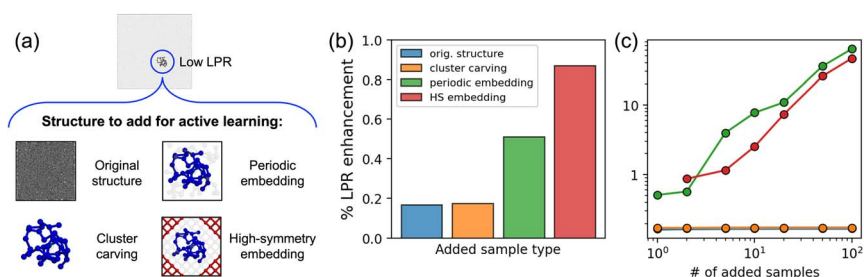 (a)
Low LPR
Structure to add for active learning:
Original
structure
Periodic
embedding
Cluster
carving
High-symmetry
embedding
(b)
% LPR enhancement
1.0
0.8
0.6
0.4
0.2
0.0
orig. structure
cluster carving
periodic embedding
HS embedding
Added sample type
(c)
10
1
10⁰
10¹
10²
# of added samples